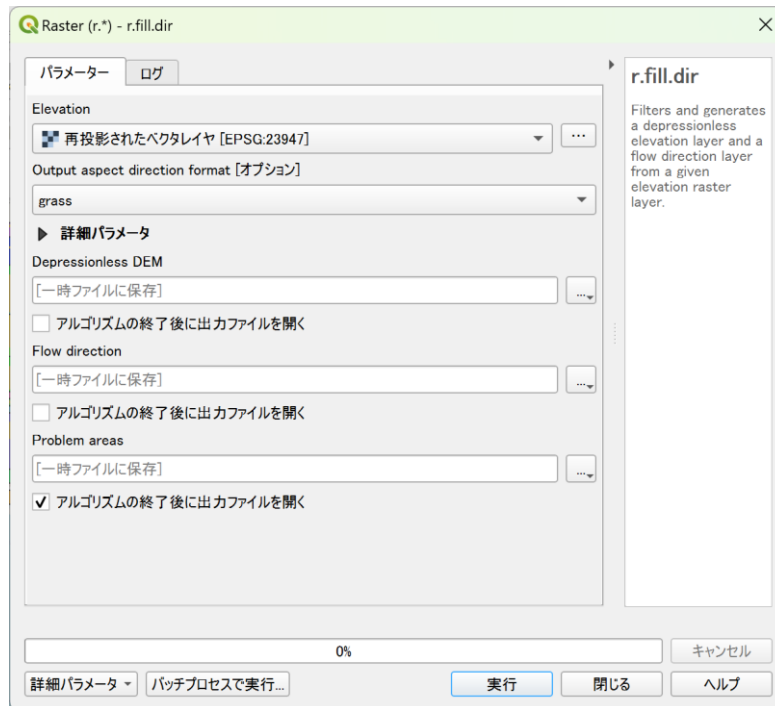 Raster (r.*) - r.fill.dir
パラメーター
ログ
Elevation
再投影されたベクタレイヤ [EPSG:23947]
...
Output aspect direction format [オプション]
grass
詳細パラメータ
Depressionless DEM
[一時ファイルに保存]
...
アルゴリズムの終了後に出力ファイルを開く
Flow direction
[一時ファイルに保存]
...
アルゴリズムの終了後に出力ファイルを開く
Problem areas
[一時ファイルに保存]
...
アルゴリズムの終了後に出力ファイルを開く
r.fill.dir
Filters and generates
a depressionless
elevation layer and a
flow direction layer
from a given
elevation raster
layer.
0%
キャンセル
詳細パラメータ
バッチプロセスで実行...
実行
閉じる
ヘルプ